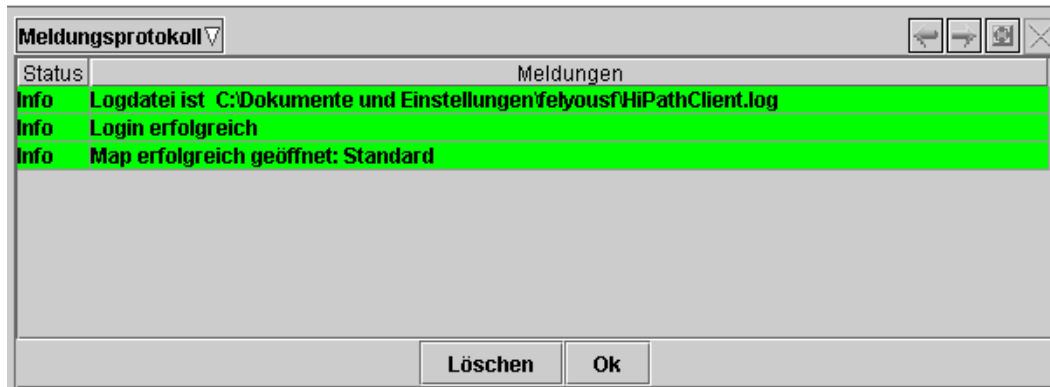 Meldungsprotokoll
Status Meldungen
Info Logdatei ist C:\Dokumente und Einstellungen\felyousf\HiPathClient.log
Info Login erfolgreich
Info Map erfolgreich geöffnet: Standard
Löschen Ok